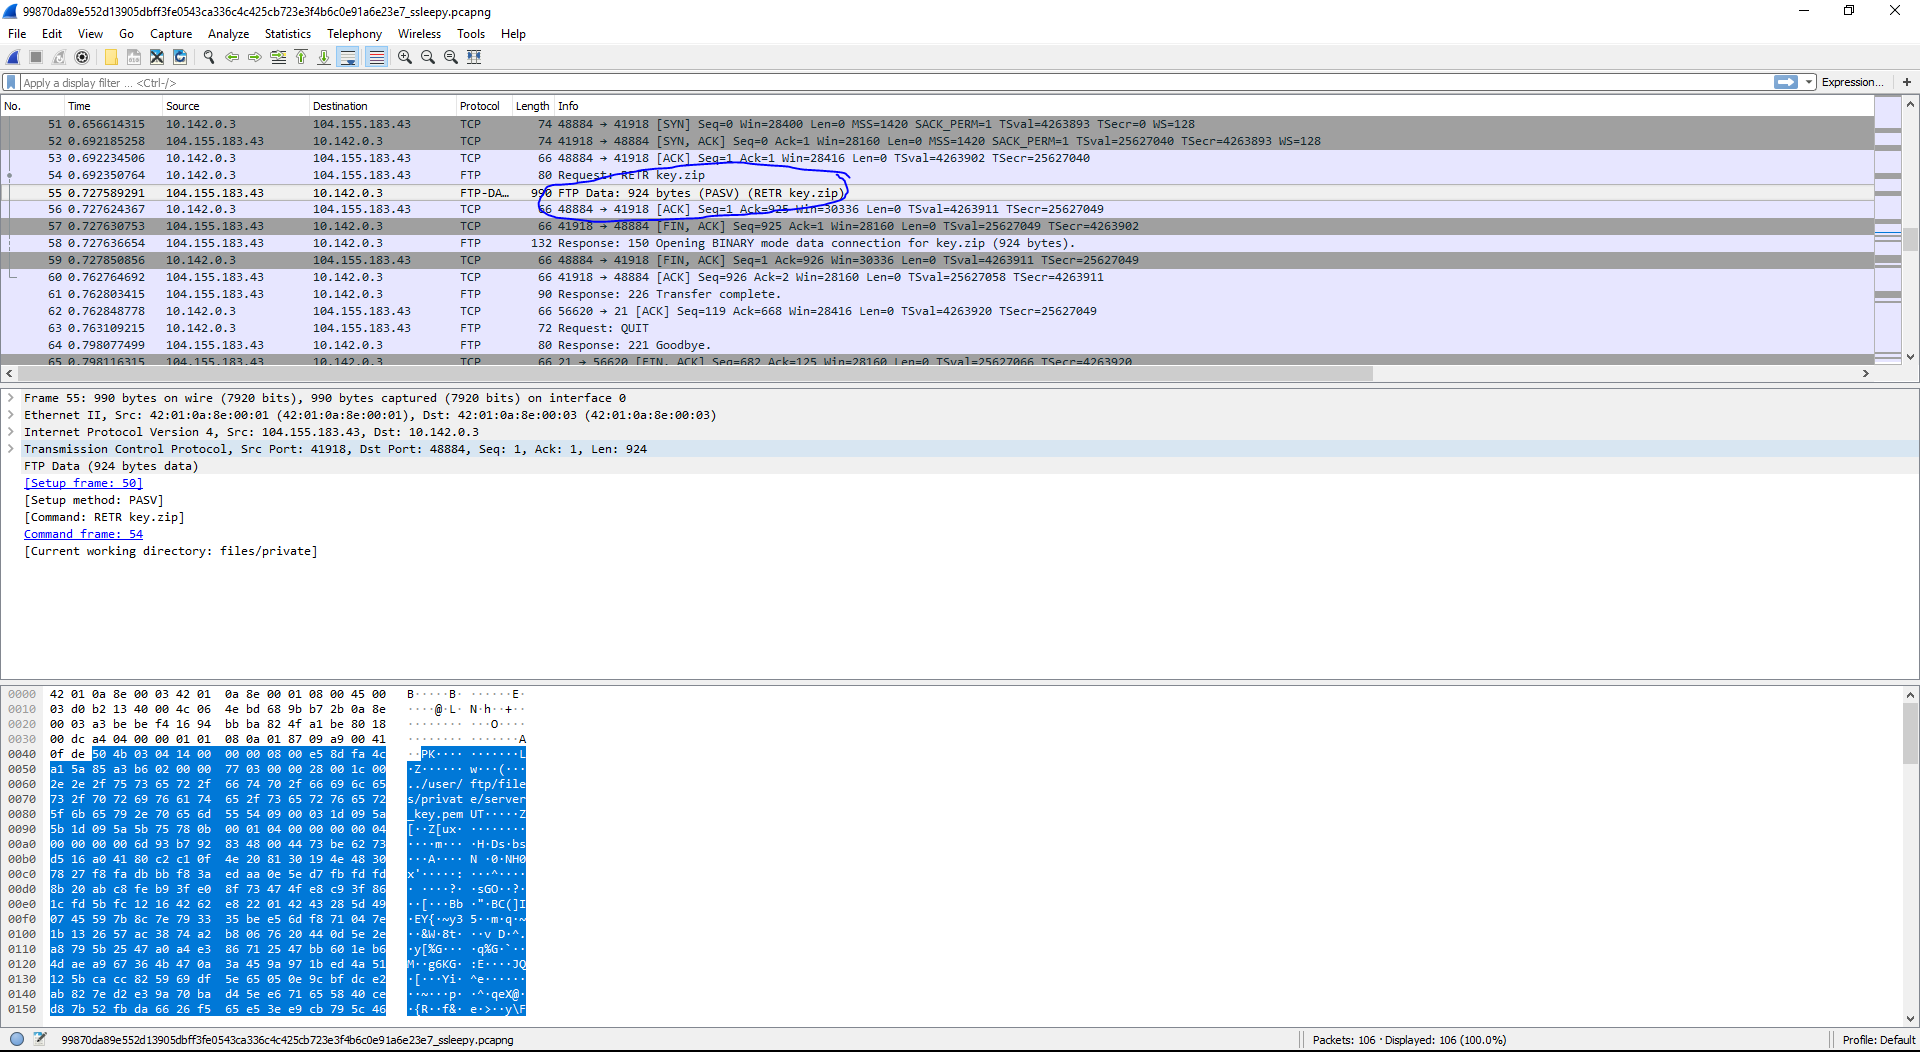 99870da89e552d13905dbff3fe0543ca336c4c425cb723e3f4b6c0e91a6e23e7_ssleepy.pcapng
File Edit View Go Capture Analyze Statistics Telephony Wireless Tools Help
Apply a display filter ... <Ctrl-/> Expression... +
No. Time Source Destination Protocol Length Info
51 0.656614315 10.142.0.3 104.155.183.43 TCP 74 48884 → 41918 [SYN] Seq=0 Win=28400 Len=0 MSS=1420 SACK_PERM=1 TSval=4263893 TSecr=0 WS=128
52 0.692185258 104.155.183.43 10.142.0.3 TCP 74 41918 → 48884 [SYN, ACK] Seq=0 Ack=1 Win=28160 Len=0 MSS=1420 SACK_PERM=1 TSval=25627040 TSecr=4263893 WS=128
53 0.692234506 10.142.0.3 104.155.183.43 TCP 66 48884 → 41918 [ACK] Seq=1 Ack=1 Win=28416 Len=0 TSval=4263902 TSecr=25627040
54 0.692350764 10.142.0.3 104.155.183.43 FTP 80 Request: RETR key.zip
55 0.727589291 104.155.183.43 10.142.0.3 FTP-DA… 990 FTP Data: 924 bytes (PASV) (RETR key.zip)
56 0.727624367 10.142.0.3 104.155.183.43 TCP 66 48884 → 41918 [ACK] Seq=1 Ack=925 Win=30336 Len=0 TSval=4263911 TSecr=25627049
57 0.727630753 104.155.183.43 10.142.0.3 TCP 66 41918 → 48884 [FIN, ACK] Seq=925 Ack=1 Win=28160 Len=0 TSval=25627049 TSecr=4263902
58 0.727636654 104.155.183.43 10.142.0.3 FTP 132 Response: 150 Opening BINARY mode data connection for key.zip (924 bytes).
59 0.727850856 10.142.0.3 104.155.183.43 TCP 66 48884 → 41918 [FIN, ACK] Seq=1 Ack=926 Win=30336 Len=0 TSval=4263911 TSecr=25627049
60 0.762764692 104.155.183.43 10.142.0.3 TCP 66 41918 → 48884 [ACK] Seq=926 Ack=2 Win=28160 Len=0 TSval=25627058 TSecr=4263911
61 0.762803415 104.155.183.43 10.142.0.3 FTP 90 Response: 226 Transfer complete.
62 0.762848778 10.142.0.3 104.155.183.43 TCP 66 56620 → 21 [ACK] Seq=119 Ack=668 Win=28416 Len=0 TSval=4263920 TSecr=25627049
63 0.763109215 10.142.0.3 104.155.183.43 FTP 72 Request: QUIT
64 0.798077499 104.155.183.43 10.142.0.3 FTP 80 Response: 221 Goodbye.
65 0.798116315 104.155.183.43 10.142.0.3 TCP 66 21 → 56620 [FIN, ACK] Seq=682 Ack=125 Win=28160 Len=0 TSval=25627066 TSecr=4263920
Frame 55: 990 bytes on wire (7920 bits), 990 bytes captured (7920 bits) on interface 0
Ethernet II, Src: 42:01:0a:8e:00:01 (42:01:0a:8e:00:01), Dst: 42:01:0a:8e:00:03 (42:01:0a:8e:00:03)
Internet Protocol Version 4, Src: 104.155.183.43, Dst: 10.142.0.3
Transmission Control Protocol, Src Port: 41918, Dst Port: 48884, Seq: 1, Ack: 1, Len: 924
FTP Data (924 bytes data)
[Setup frame: 50]
[Setup method: PASV]
[Command: RETR key.zip]
Command frame: 54
[Current working directory: files/private]
0000 42 01 0a 8e 00 03 42 01 0a 8e 00 01 08 00 45 00 B·····B· ······E·
0010 03 d0 b2 13 40 00 4c 06 4e bd 68 9b b7 2b 0a 8e ····@·L· N·h··+··
0020 00 03 a3 be be f4 16 94 bb ba 82 4f a1 be 80 18 ········ ···O····
0030 00 dc a4 04 00 00 01 01 08 0a 01 87 09 a9 00 41 ········ ·······A
0040 0f de 50 4b 03 04 14 00 00 00 08 00 e5 8d fa 4c ··PK···· ·······L
0050 a1 5a 85 a3 b6 02 00 00 77 03 00 00 28 00 1c 00 ·Z······ w···(···
0060 2e 2e 2f 75 73 65 72 2f 66 74 70 2f 66 69 6c 65 ../user/ ftp/file
0070 73 2f 70 72 69 76 61 74 65 2f 73 65 72 76 65 72 s/privat e/server
0080 5f 6b 65 79 2e 70 65 6d 55 54 09 00 03 1d 09 5a _key.pem UT·····Z
0090 5b 1d 09 5a 5b 75 78 0b 00 01 04 00 00 00 00 04 [··Z[ux· ········
00a0 00 00 00 00 6d 93 b7 92 83 48 00 44 73 be 62 73 ····m··· ·H·Ds·bs
00b0 d5 16 a0 41 80 c2 c1 0f 4e 20 81 30 19 4e 48 30 ···A···· N ·0·NH0
00c0 78 27 f8 fa db bb f8 3a ed aa 0e 5e d7 fb fd fd x'·····: ···^····
00d0 8b 20 ab c8 fe b9 3f e0 8f 73 47 4f e8 c9 3f 86 · ····?· ·sGO··?·
00e0 1c fd 5b fc 12 16 42 62 e8 22 01 42 43 28 5d 49 ··[···Bb ·"·BC(]I
00f0 07 45 59 7b 8c 7e 79 33 35 be e5 6d f8 71 04 7e ·EY{·~y3 5··m·q·~
0100 1b 13 26 57 ac 38 74 a2 b8 06 76 20 44 0d 5e 2e ··&W·8t· ··v D·^.
0110 a8 79 5b 25 47 a0 a4 e3 86 71 25 47 bb 60 1e b6 ·y[%G··· ·q%G·`··
0120 4d ae a9 67 36 4b 47 0a 3a 45 9a 97 1b ed 4a 51 M··g6KG· :E····JQ
0130 12 5b ca cc 82 59 69 df 5e 65 05 0e 9c bf dc e2 ·[···Yi· ^e······
0140 ab 82 7e d2 e3 9a 70 ba d4 5e e6 71 65 58 40 ce ··~···p· ·^·qeX@·
0150 d8 7b 52 fb da 66 26 f5 65 e5 3e e9 cb 79 5c 46 ·{R··f&· e·>··y\F
99870da89e552d13905dbff3fe0543ca336c4c425cb723e3f4b6c0e91a6e23e7_ssleepy.pcapng Packets: 106 · Displayed: 106 (100.0%) Profile: Default